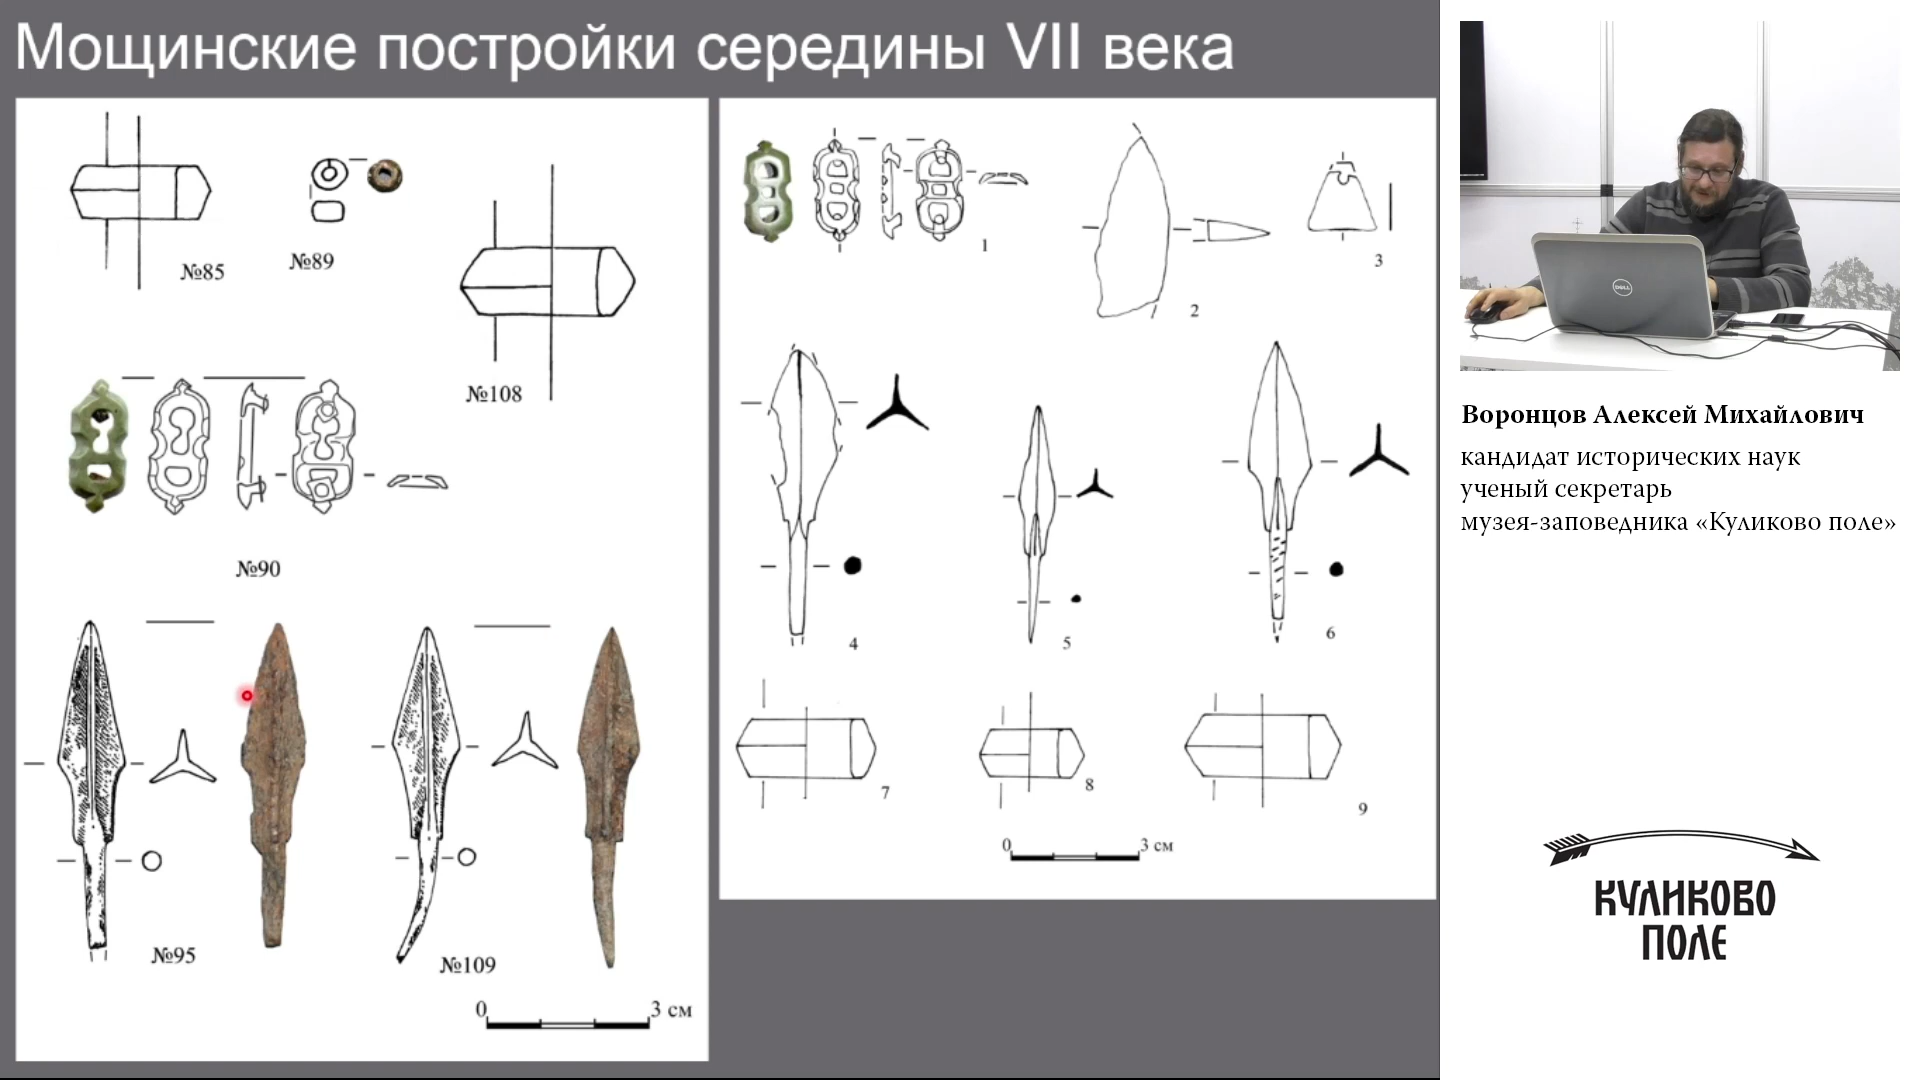 Мощинские постройки середины VII века
№85
№89
№108
№90
№95
№109
0 3 см
1
2
3
4
5
6
7
8
9
0 3 см
DELL
Воронцов Алексей Михайлович
кандидат исторических наук
ученый секретарь
музея-заповедника «Куликово поле»
КУЛИКОВО
ПОЛЕ